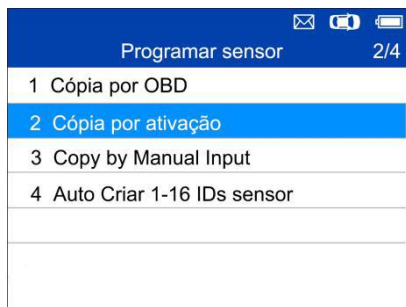 Programar sensor 2/4
1 Cópia por OBD
2 Cópia por ativação
3 Copy by Manual Input
4 Auto Criar 1-16 IDs sensor